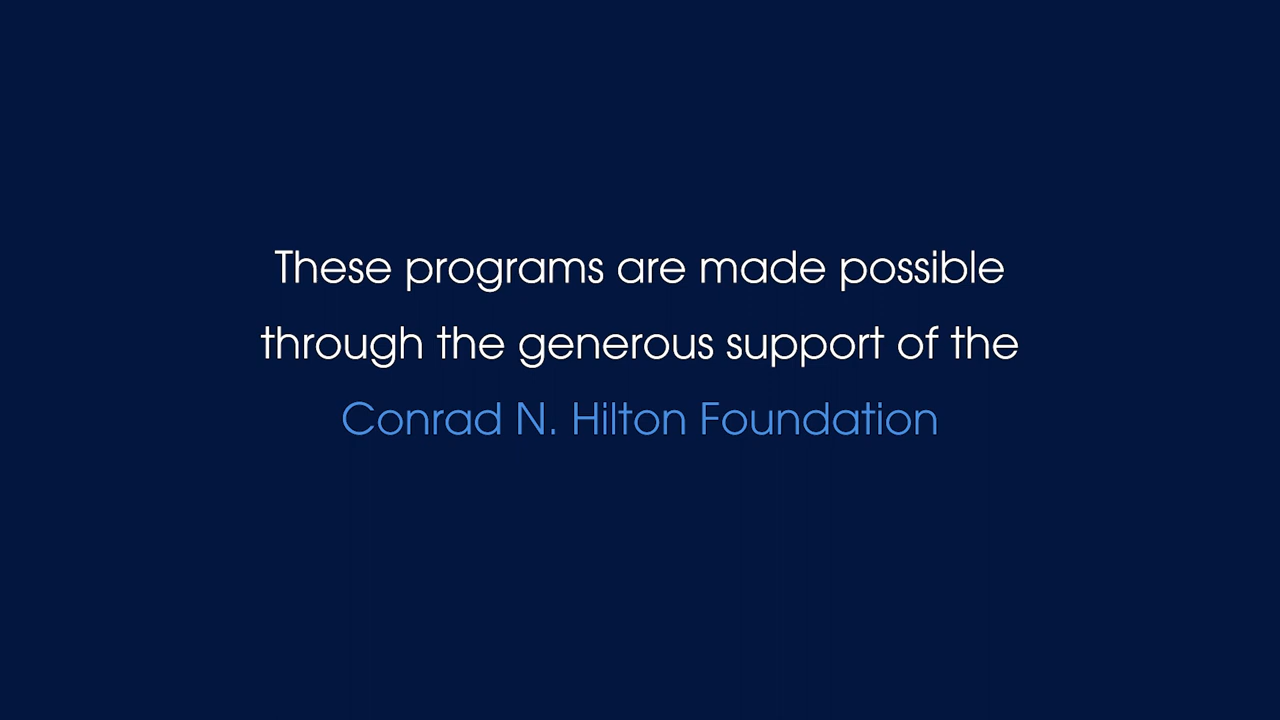 These programs are made possible
through the generous support of the
Conrad N. Hilton Foundation